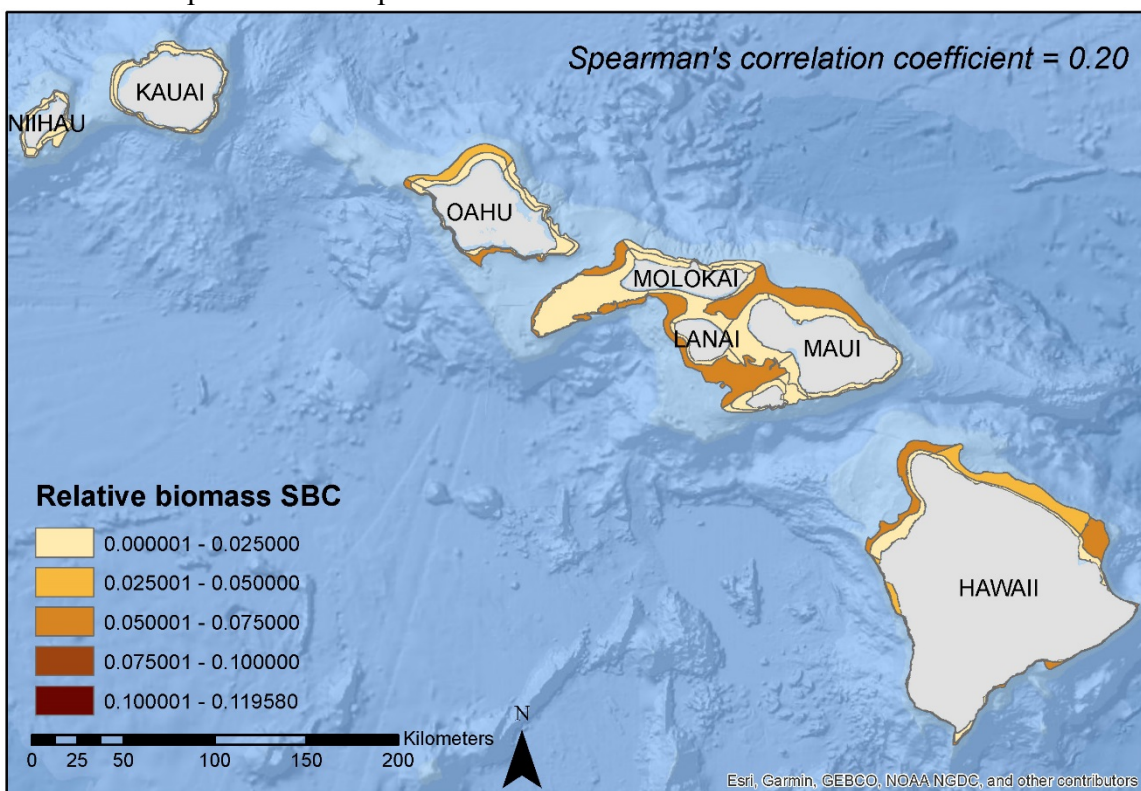 Spearman's correlation coefficient = 0.20
KAUAI
NIIHAU
OAHU
MOLOKAI
LANAI
MAUI
HAWAII
Relative biomass SBC
0.000001 - 0.025000
0.025001 - 0.050000
0.050001 - 0.075000
0.075001 - 0.100000
0.100001 - 0.119580
N
Kilometers
0 25 50 100 150 200
Esri, Garmin, GEBCO, NOAA NGDC, and other contributors